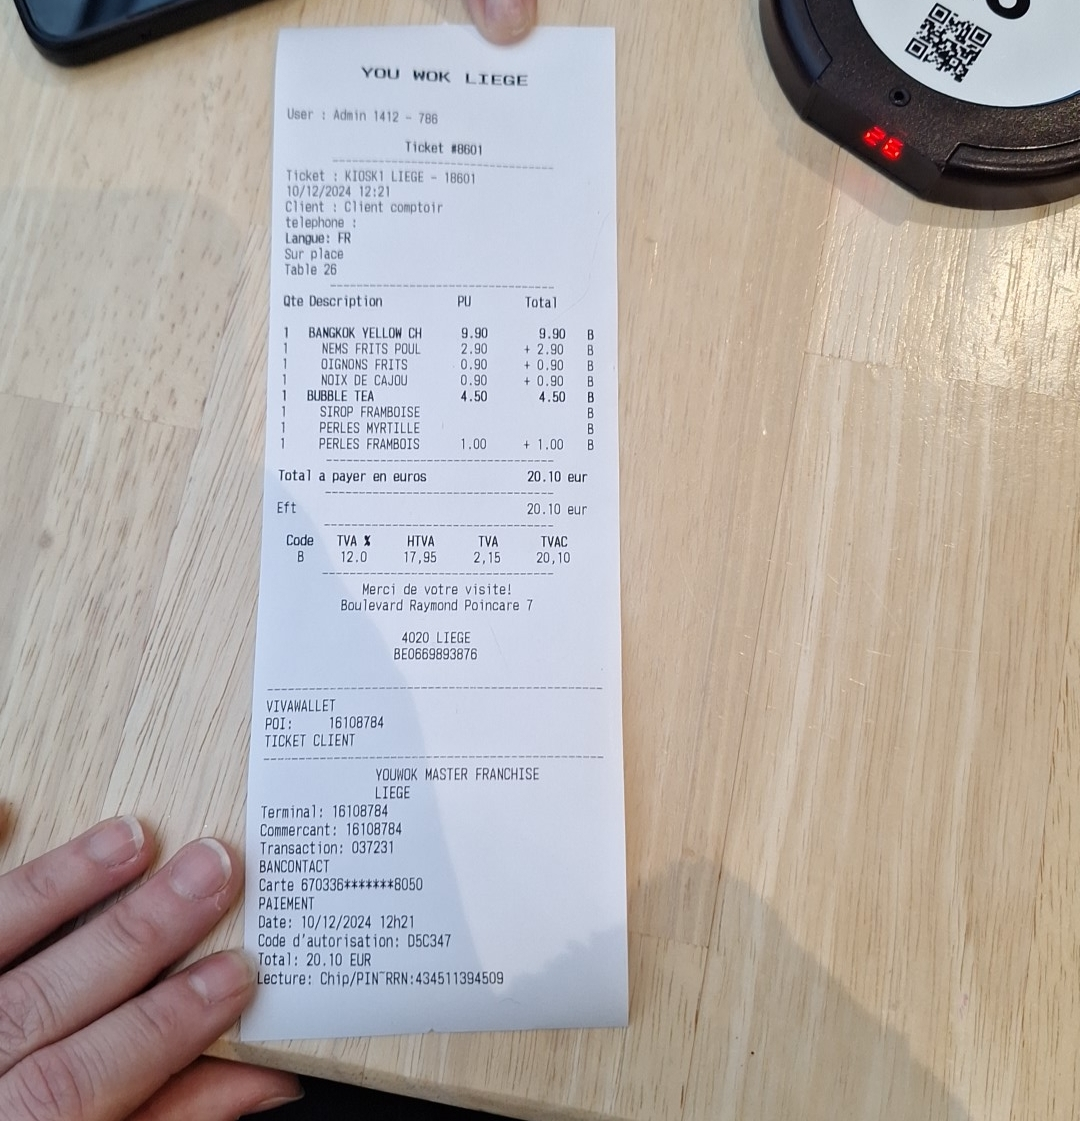 YOU WOK LIEGE
User : Admin 1412 - 786
Ticket #8601
Ticket : KIOSK1 LIEGE - 18601
10/12/2024 12:21
Client : Client comptoir
telephone :
Langue: FR
Sur place
Table 26
Qte Description PU Total
1 BANGKOK YELLOW CH 9.90 9.90 B
1 NEMS FRITS POUL 2.90 + 2.90 B
1 OIGNONS FRITS 0.90 + 0.90 B
1 NOIX DE CAJOU 0.90 + 0.90 B
1 BUBBLE TEA 4.50 4.50 B
1 SIROP FRAMBOISE B
1 PERLES MYRTILLE B
1 PERLES FRAMBOIS 1.00 + 1.00 B
Total a payer en euros 20.10 eur
Eft 20.10 eur
Code TVA % HTVA TVA TVAC
B 12.0 17,95 2,15 20,10
Merci de votre visite!
Boulevard Raymond Poincare 7
4020 LIEGE
BE0669893876
VIVAWALLET
POI: 16108784
TICKET CLIENT
YOUWOK MASTER FRANCHISE
LIEGE
Terminal: 16108784
Commercant: 16108784
Transaction: 037231
BANCONTACT
Carte 670336*******8050
PAIEMENT
Date: 10/12/2024 12h21
Code d'autorisation: D5C347
Total: 20.10 EUR
Lecture: Chip/PIN~RRN:434511394509
26